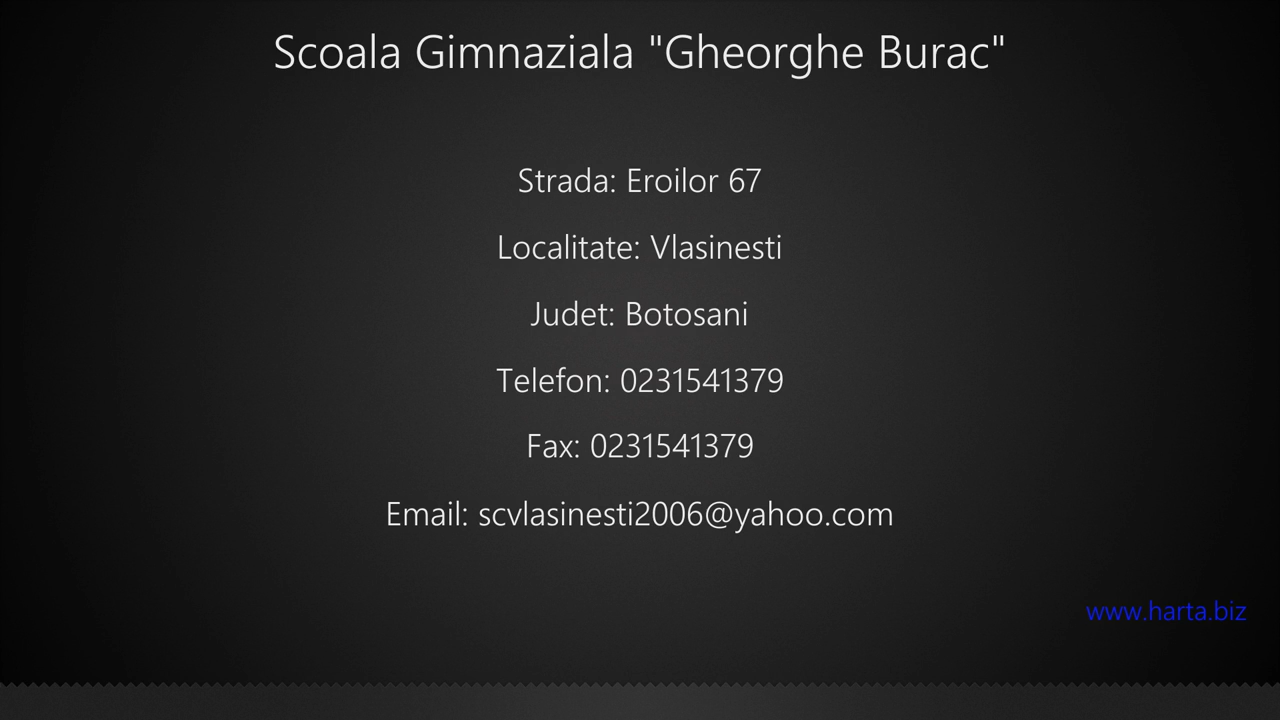 Scoala Gimnaziala "Gheorghe Burac"
Strada: Eroilor 67
Localitate: Vlasinesti
Judet: Botosani
Telefon: 0231541379
Fax: 0231541379
Email: scvlasinesti2006@yahoo.com
www.harta.biz